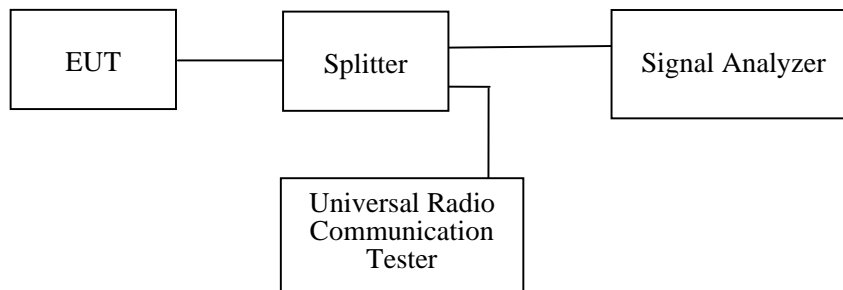 EUT
Splitter
Signal Analyzer
Universal Radio
Communication
Tester